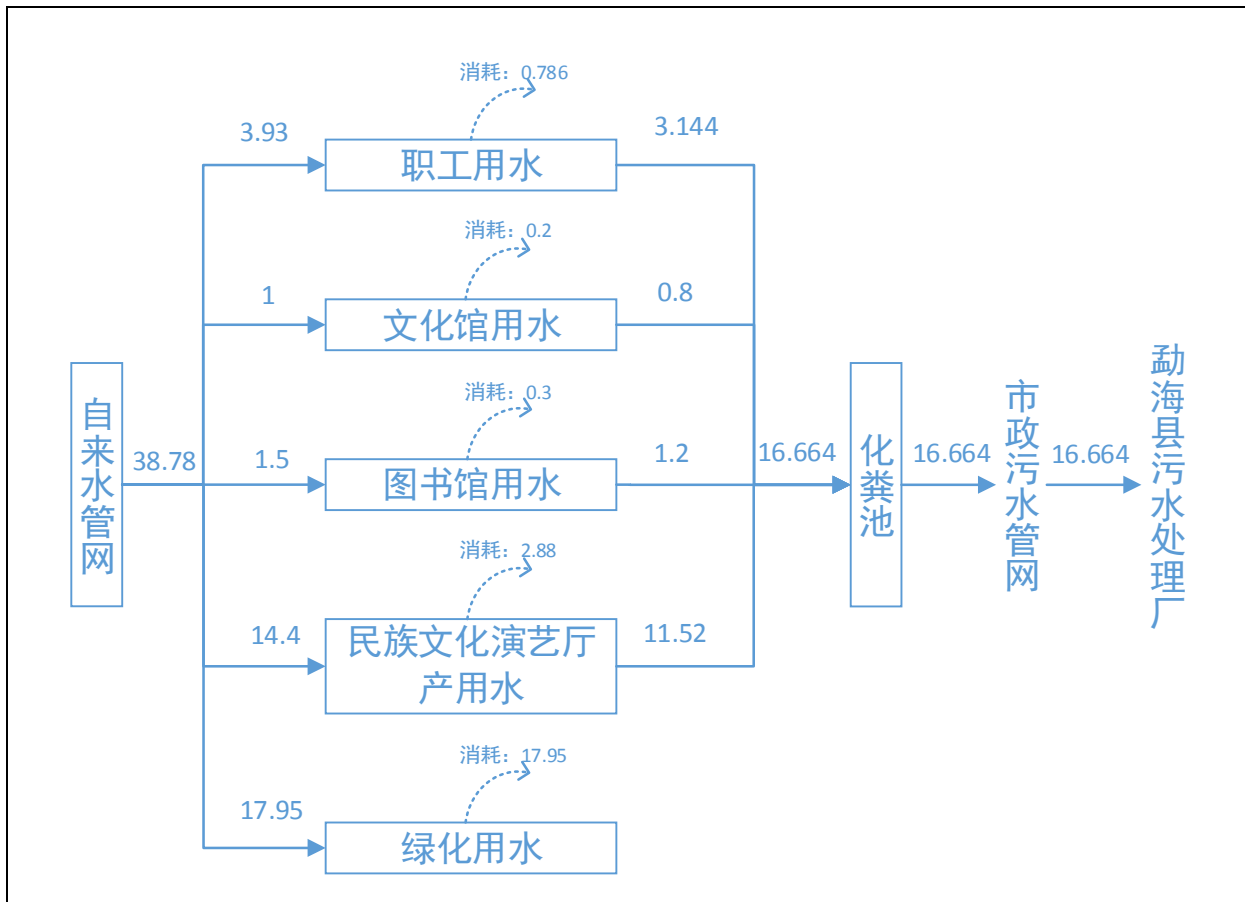 消耗：0.786
3.93
3.144
职工用水
消耗：0.2
1
0.8
文化馆用水
消耗：0.3
自来水管网
38.78
1.5
图书馆用水
1.2
16.664
化粪池
16.664
市政污水管网
16.664
勐海县污水处理厂
消耗：2.88
14.4
民族文化演艺厅
产用水
11.52
消耗：17.95
17.95
绿化用水